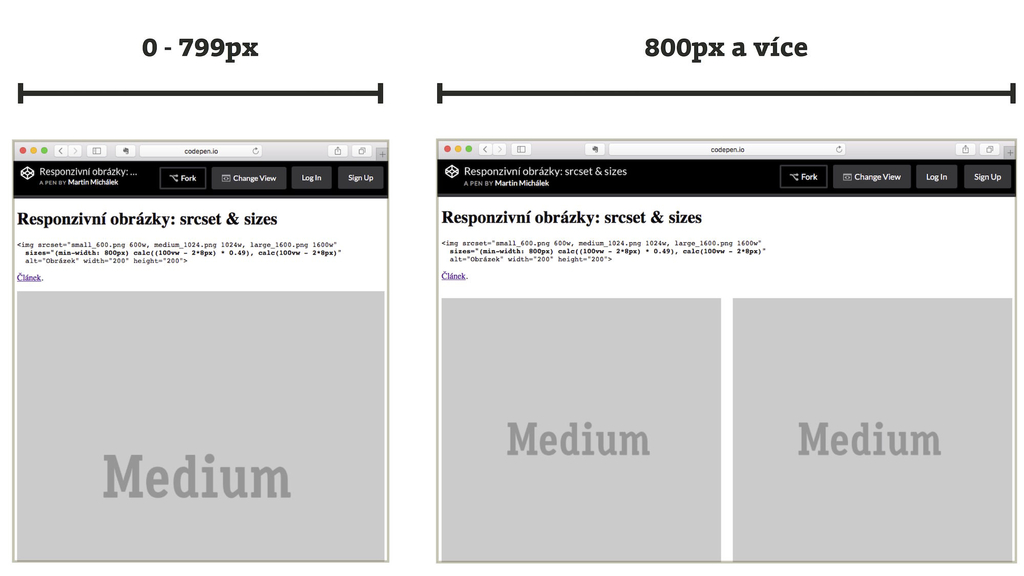 0 - 799px
800px a více
codepen.io
Responzivní obrázky: ...
A PEN BY Martin Michálek
Fork
Change View
Log In
Sign Up
Responzivní obrázky: srcset & sizes
<img srcset="small_600.png 600w, medium_1024.png 1024w, large_1600.png 1600w"
sizes="(min-width: 800px) calc((100vw - 2*8px) * 0.49), calc(100vw - 2*8px)"
alt="Obrázek" width="200" height="200">
Článek.
Medium
codepen.io
Responzivní obrázky: srcset & sizes
A PEN BY Martin Michálek
Fork
Change View
Log In
Sign Up
Responzivní obrázky: srcset & sizes
<img srcset="small_600.png 600w, medium_1024.png 1024w, large_1600.png 1600w"
sizes="(min-width: 800px) calc((100vw - 2*8px) * 0.49), calc(100vw - 2*8px)"
alt="Obrázek" width="200" height="200">
Článek.
Medium
Medium